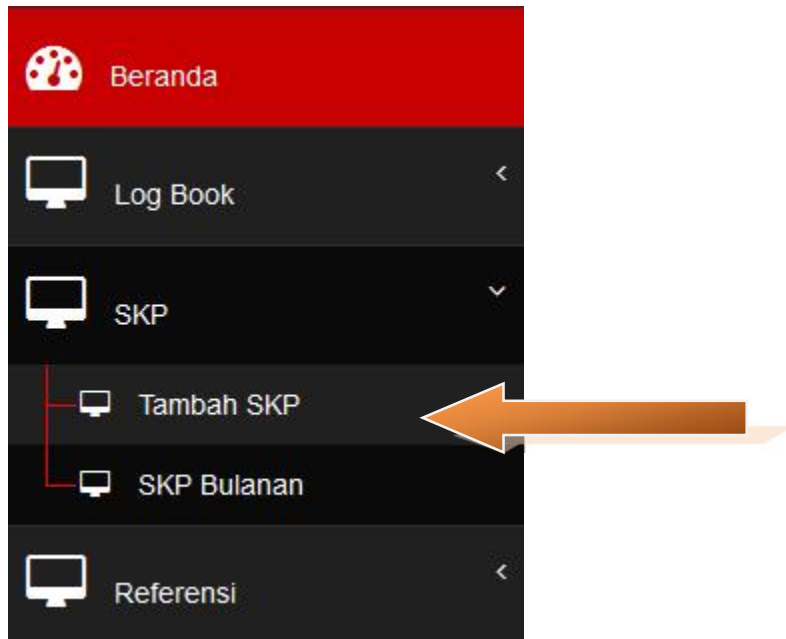 Beranda
Log Book
SKP
Tambah SKP
SKP Bulanan
Referensi